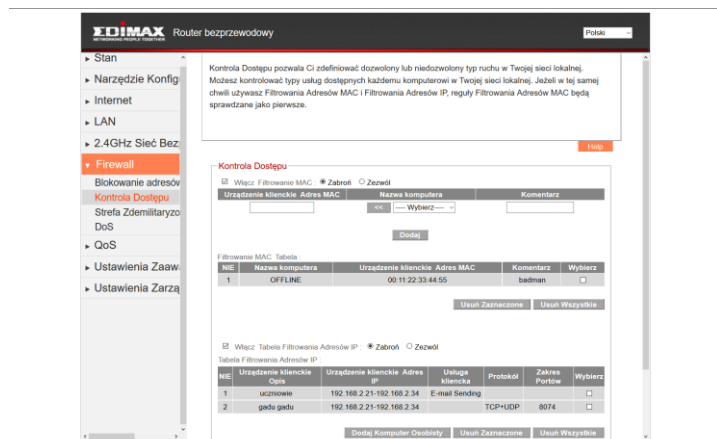 EDIMAX
NETWORKING PEOPLE TOGETHER
Router bezprzewodowy
Polski
Stan
Narzędzie Konfig
Internet
LAN
2.4GHz Sieć Bez
Firewall
Blokowanie adresów
Kontrola Dostępu
Strefa Zdemilitaryzo
DoS
QoS
Ustawienia Zaaw
Ustawienia Zarzą
Kontrola Dostępu pozwala Ci zdefiniować dozwolony lub niedozwolony typ ruchu w Twojej sieci lokalnej.
Możesz kontrolować typy usług dostępnych każdemu komputerowi w Twojej sieci lokalnej. Jeżeli w tej samej
chwili używasz Filtrowania Adresów MAC i Filtrowania Adresów IP, reguły Filtrowania Adresów MAC będą
sprawdzane jako pierwsze.
Help
Kontrola Dostępu
Włącz Filtrowanie MAC : Zabroń Zezwól
Urządzenie klienckie Adres MAC Nazwa komputera Komentarz
<< ---- Wybierz----
Dodaj
Filtrowanie MAC Tabela :
NIE Nazwa komputera Urządzenie klienckie Adres MAC Komentarz Wybierz
1 OFFLINE 00:11:22:33:44:55 badman
Usuń Zaznaczone Usuń Wszystkie
Włącz Tabela Filtrowania Adresów IP : Zabroń Zezwól
Tabela Filtrowania Adresów IP :
NIE Urządzenie klienckie Opis Urządzenie klienckie Adres IP Usługa kliencka Protokół Zakres Portów Wybierz
1 uczniowie 192.168.2.21-192.168.2.34 E-mail Sending
2 gadu gadu 192.168.2.21-192.168.2.34 TCP+UDP 8074
Dodaj Komputer Osobisty Usuń Zaznaczone Usuń Wszystkie